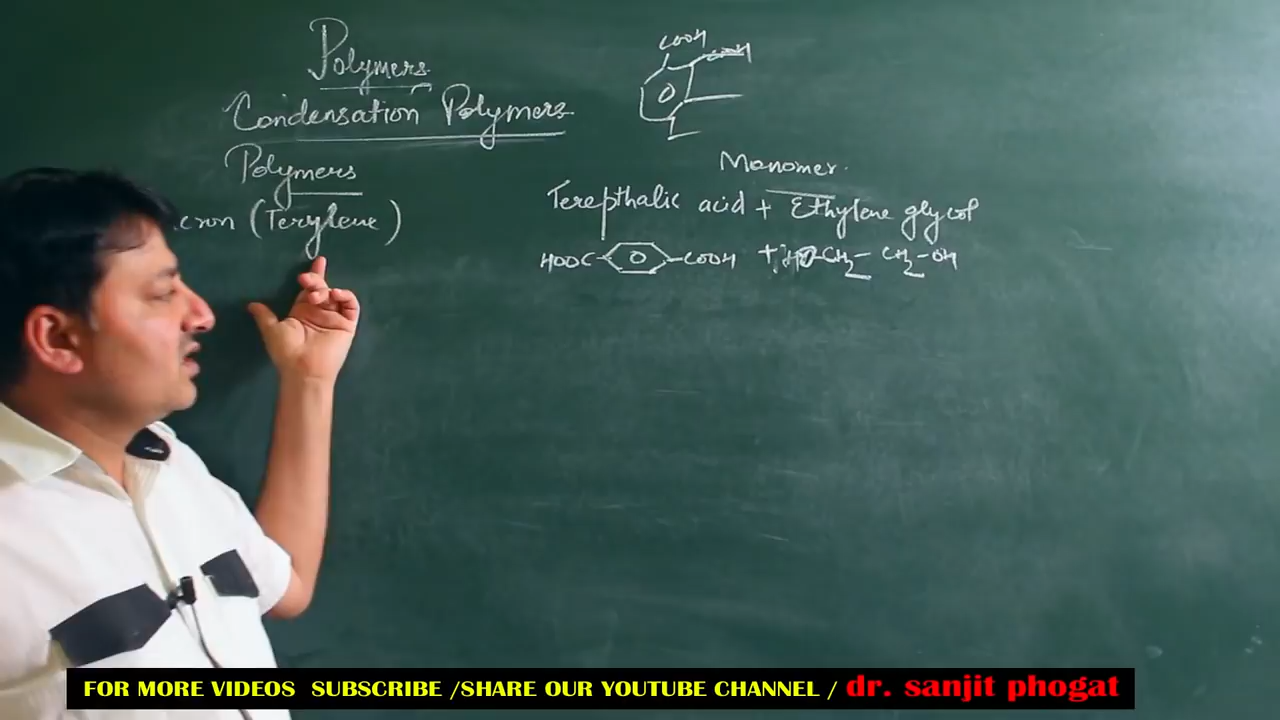 Polymers
COOH
COOH
Condensation Polymers
Polymers
Monomer.
cron (Terylene)
Terepthalic acid + Ethylene glycol
HOOC COOH + HO-CH2- CH2-OH
FOR MORE VIDEOS SUBSCRIBE /SHARE OUR YOUTUBE CHANNEL / dr. sanjit phogat